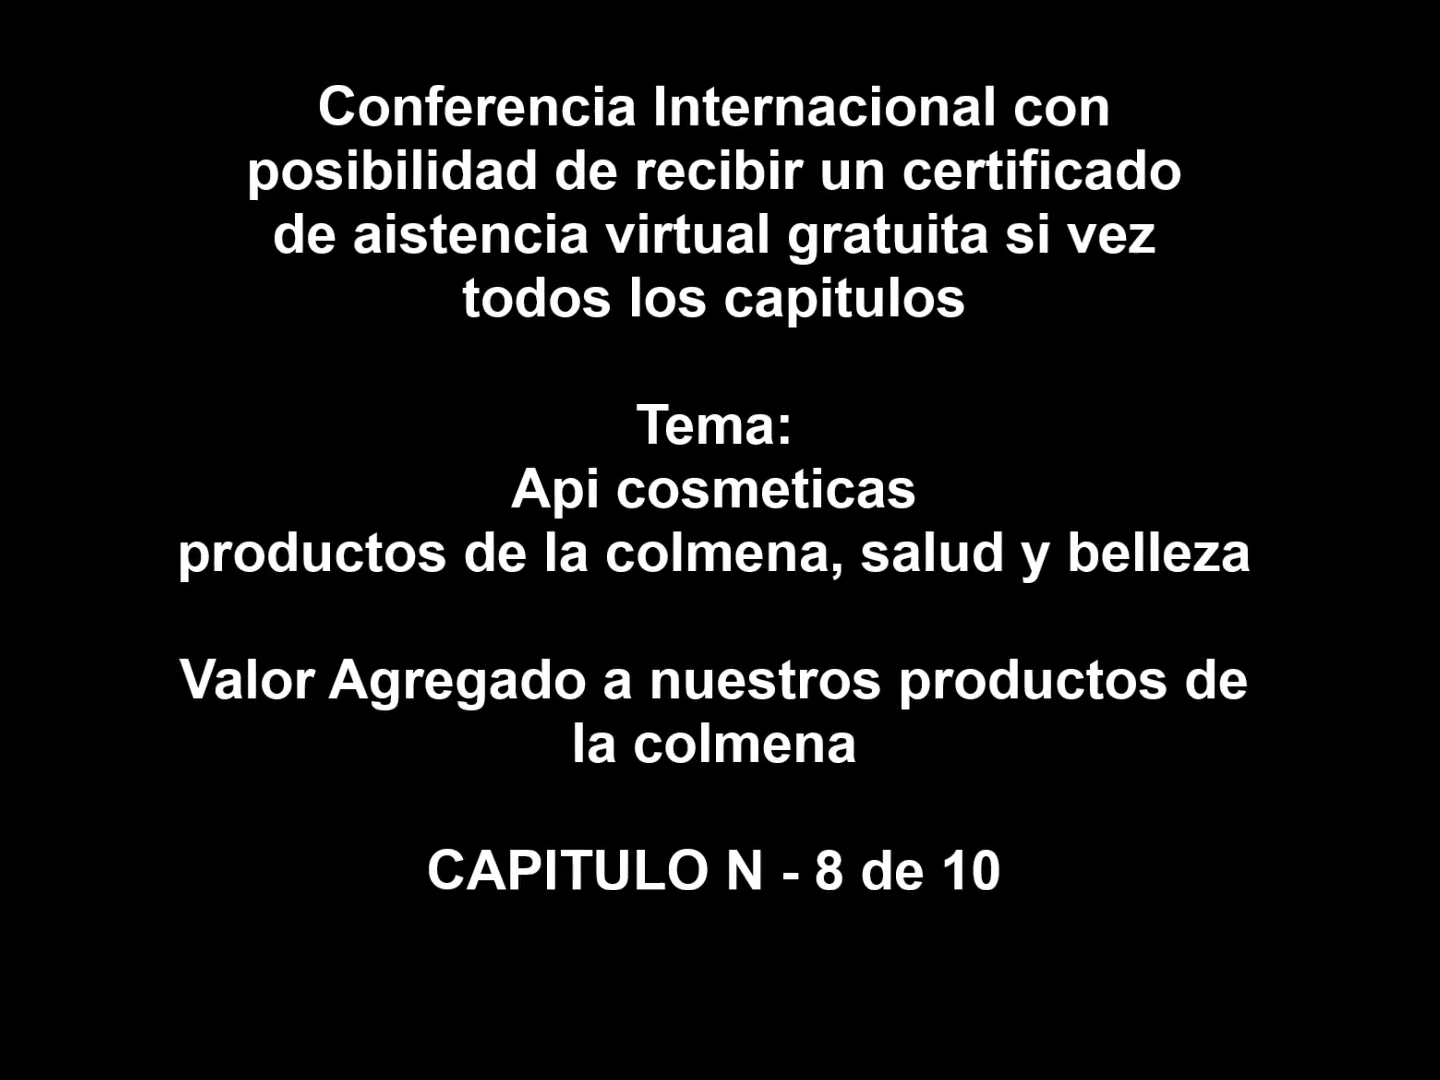 Conferencia Internacional con
posibilidad de recibir un certificado
de aistencia virtual gratuita si vez
todos los capitulos
Tema:
Api cosmeticas
productos de la colmena, salud y belleza
Valor Agregado a nuestros productos de
la colmena
CAPITULO N - 8 de 10